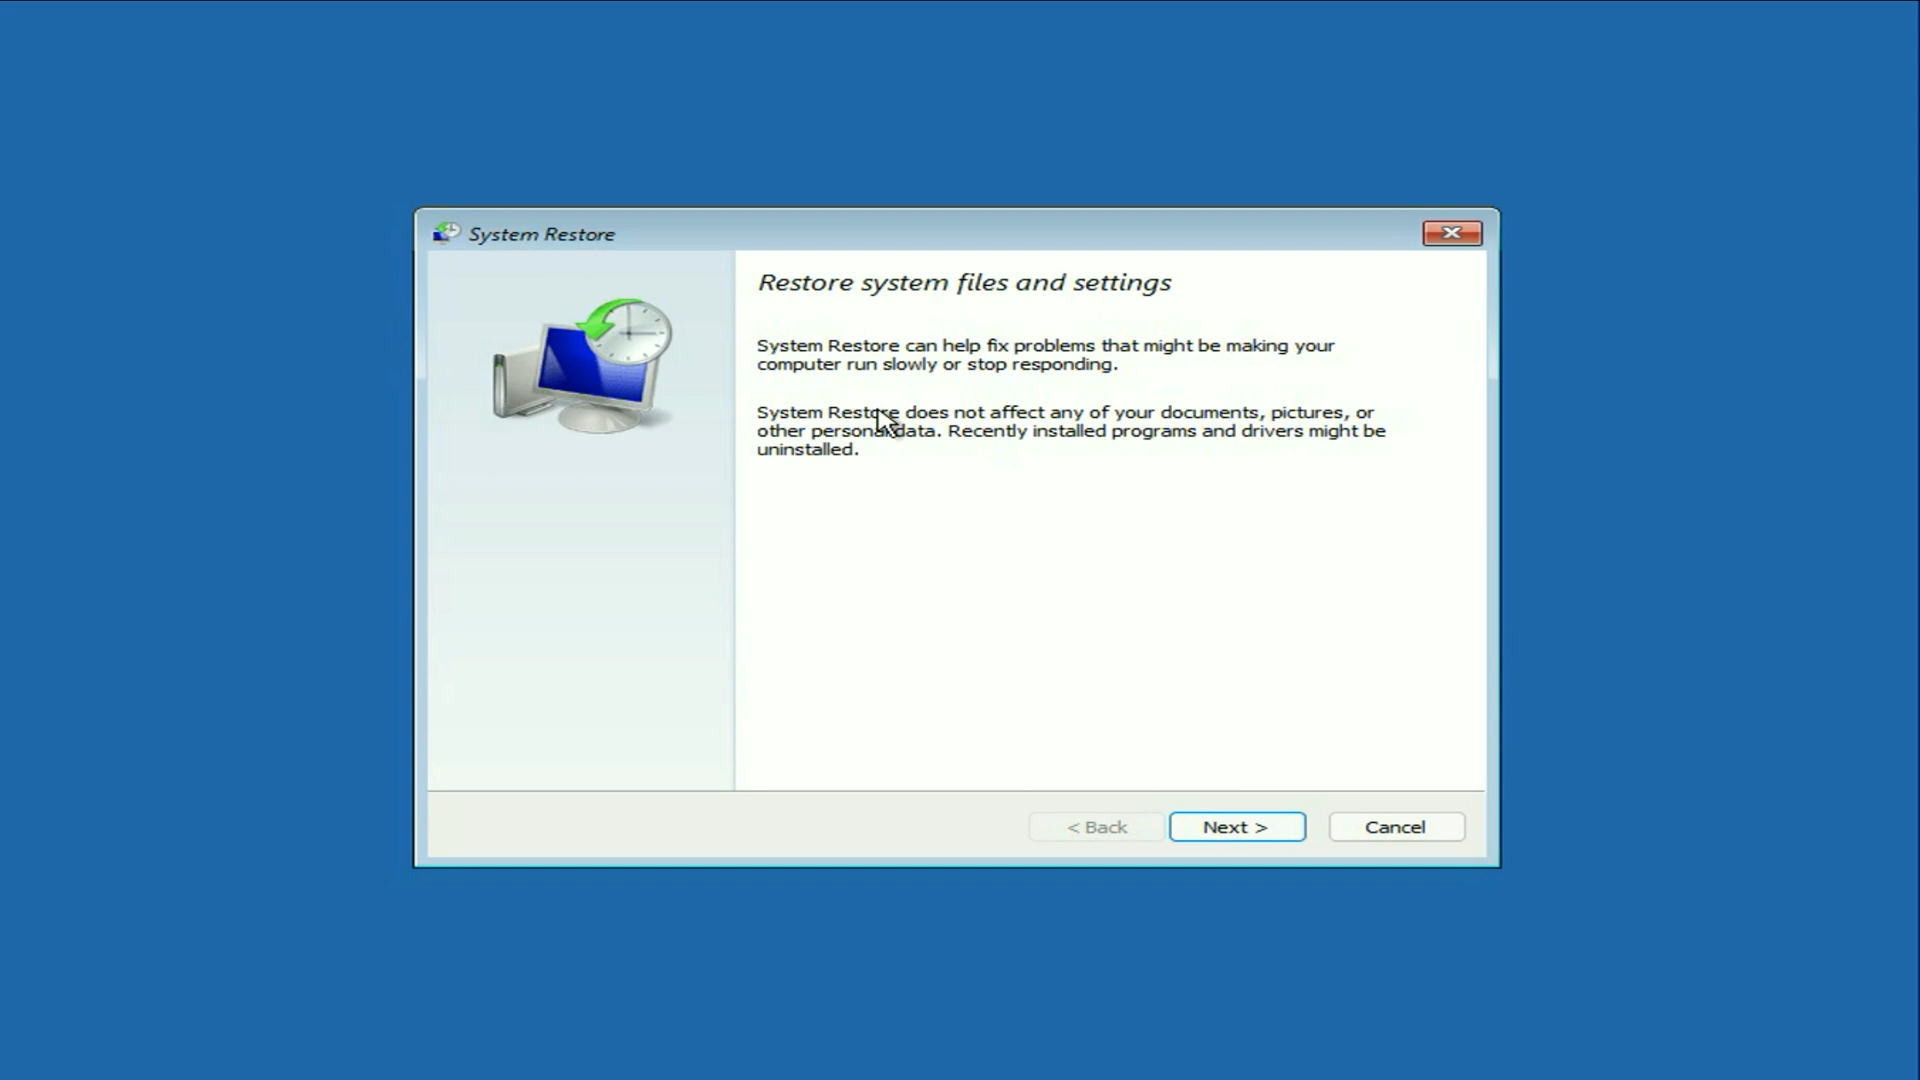 System Restore
Restore system files and settings
System Restore can help fix problems that might be making your
computer run slowly or stop responding.
System Restore does not affect any of your documents, pictures, or
other personal data. Recently installed programs and drivers might be
uninstalled.
< Back
Next >
Cancel